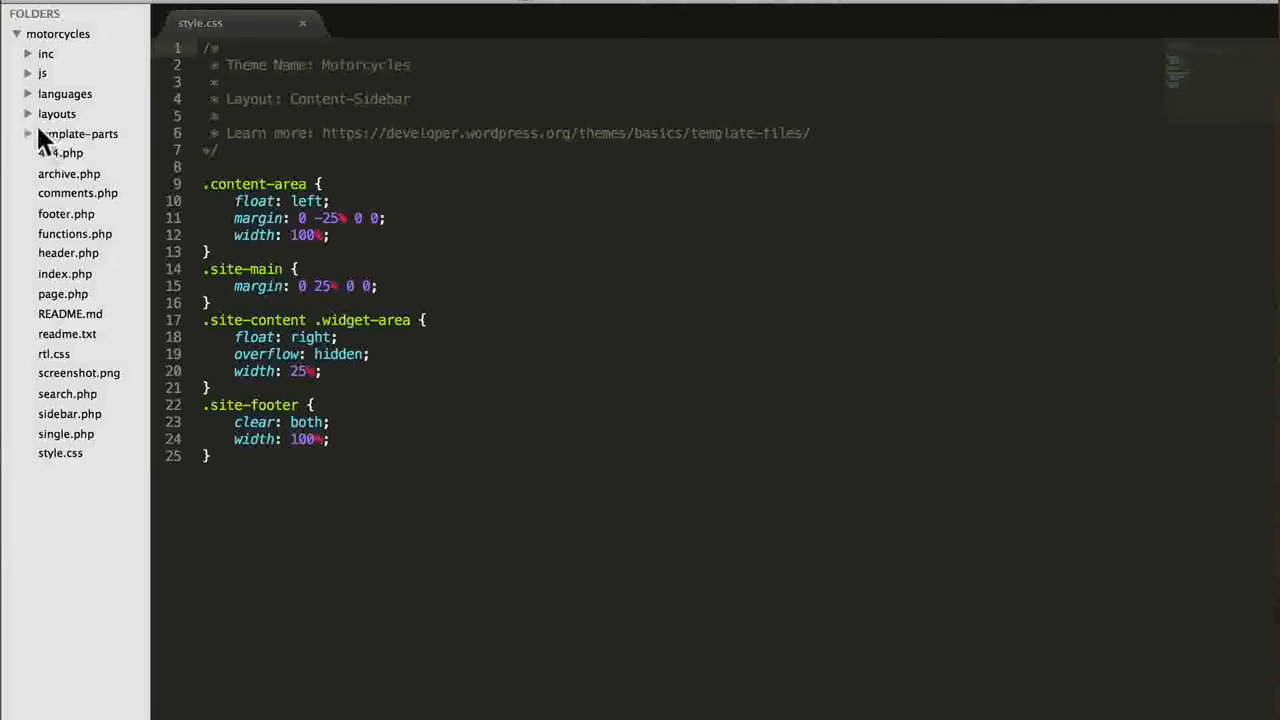 FOLDERS
motorcycles
inc
js
languages
layouts
template-parts
404.php
archive.php
comments.php
footer.php
functions.php
header.php
index.php
page.php
README.md
readme.txt
rtl.css
screenshot.png
search.php
sidebar.php
single.php
style.css
style.css ×
1 /*
2 * Theme Name: Motorcycles
3 *
4 * Layout: Content-Sidebar
5 *
6 * Learn more: https://developer.wordpress.org/themes/basics/template-files/
7 */
8
9 .content-area {
10 float: left;
11 margin: 0 -25% 0 0;
12 width: 100%;
13 }
14 .site-main {
15 margin: 0 25% 0 0;
16 }
17 .site-content .widget-area {
18 float: right;
19 overflow: hidden;
20 width: 25%;
21 }
22 .site-footer {
23 clear: both;
24 width: 100%;
25 }